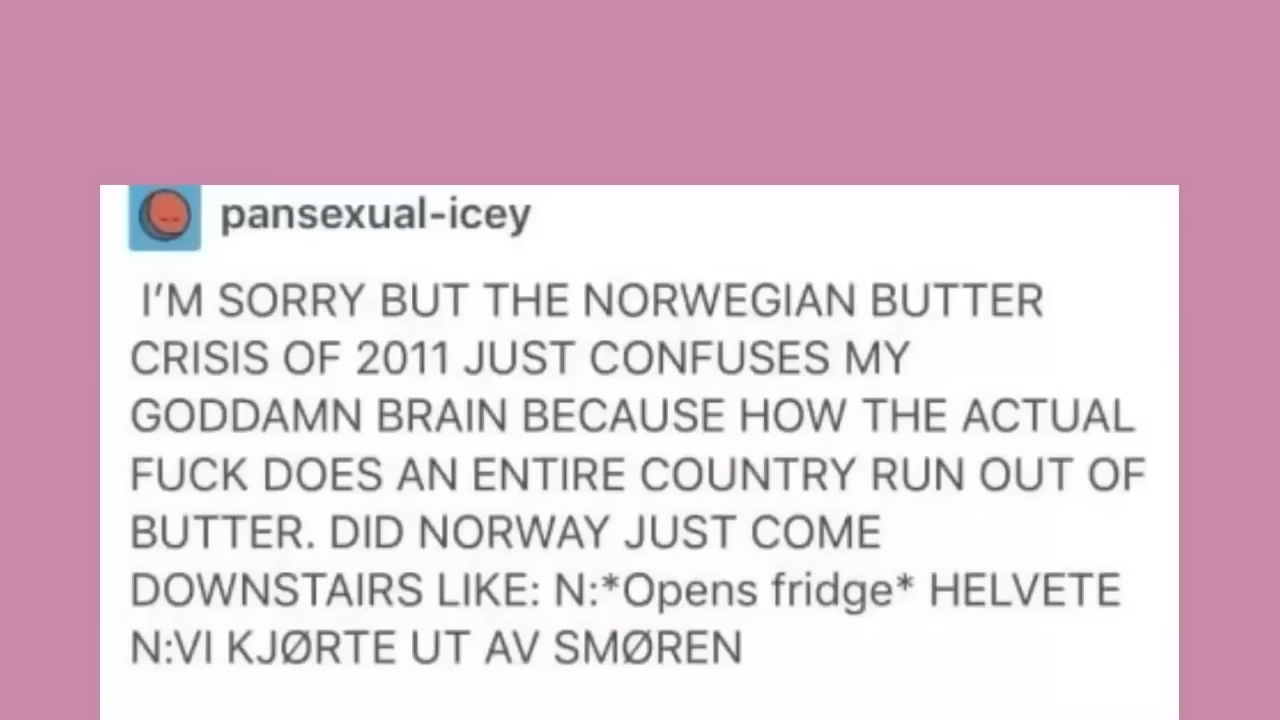 pansexual-icey
I'M SORRY BUT THE NORWEGIAN BUTTER
CRISIS OF 2011 JUST CONFUSES MY
GODDAMN BRAIN BECAUSE HOW THE ACTUAL
FUCK DOES AN ENTIRE COUNTRY RUN OUT OF
BUTTER. DID NORWAY JUST COME
DOWNSTAIRS LIKE: N:*Opens fridge* HELVETE
N:VI KJØRTE UT AV SMØREN